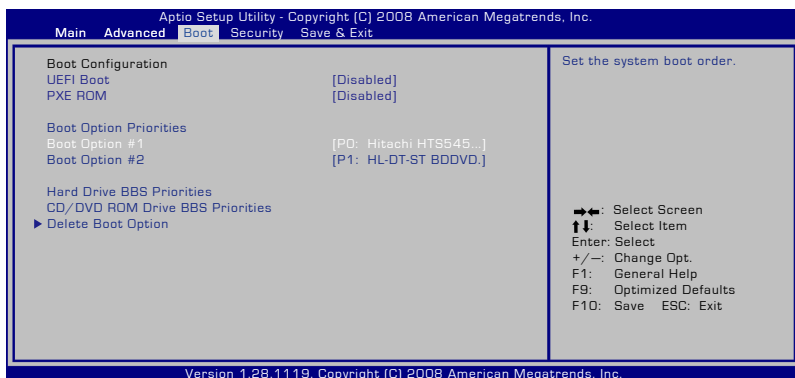 Aptio Setup Utility - Copyright (C) 2008 American Megatrends, Inc.
Main Advanced Boot Security Save & Exit
Boot Configuration
UEFI Boot [Disabled]
PXE ROM [Disabled]
Boot Option Priorities
Boot Option #1 [P0: Hitachi HTS545...]
Boot Option #2 [P1: HL-DT-ST BDDVD.]
Hard Drive BBS Priorities
CD/DVD ROM Drive BBS Priorities
Delete Boot Option
Set the system boot order.
→←: Select Screen
↑↓: Select Item
Enter: Select
+/—: Change Opt.
F1: General Help
F9: Optimized Defaults
F10: Save ESC: Exit
Version 1.28.1119. Copyright (C) 2008 American Megatrends, Inc.